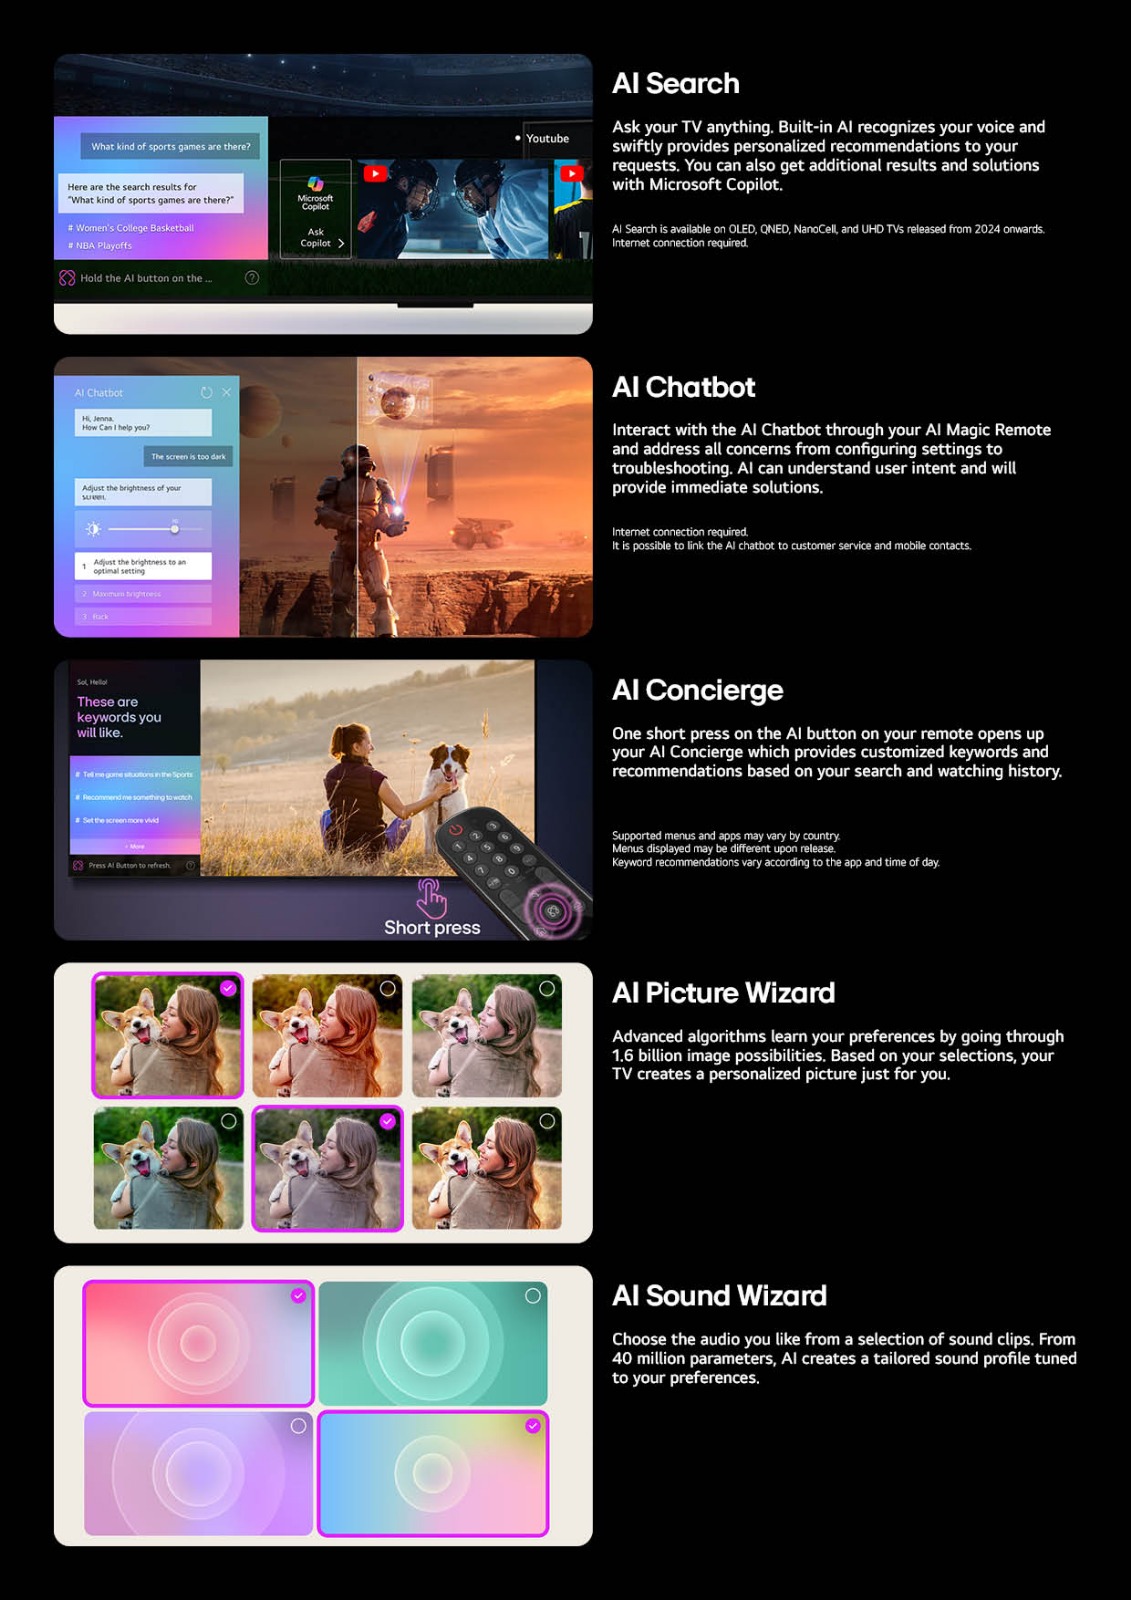 AI Search
Ask your TV anything. Built-in AI recognizes your voice and
swiftly provides personalized recommendations to your
requests. You can also get additional results and solutions
with Microsoft Copilot.
AI Search is available on OLED, QNED, NanoCell, and UHD TVs released from 2024 onwards.
Internet connection required.
What kind of sports games are there?
Here are the search results for
"What kind of sports games are there?"
# Women's College Basketball
# NBA Playoffs
Hold the AI button on the ...
?
Youtube
Microsoft
Copilot
Ask
Copilot >
AI Chatbot
Interact with the AI Chatbot through your AI Magic Remote
and address all concerns from configuring settings to
troubleshooting. AI can understand user intent and will
provide immediate solutions.
Internet connection required.
It is possible to link the AI chatbot to customer service and mobile contacts.
AI Chatbot
Hi, Jenna.
How Can I help you?
The screen is too dark
Adjust the brightness of your
screen.
1 Adjust the brightness to an
optimal setting
2 Maximum brightness
3 Back
AI Concierge
One short press on the AI button on your remote opens up
your AI Concierge which provides customized keywords and
recommendations based on your search and watching history.
Supported menus and apps may vary by country.
Menus displayed may be different upon release.
Keyword recommendations vary according to the app and time of day.
Sal, Hello!
These are
keywords you
will like.
# Tell me game situations in the Sports
# Recommend me something to watch
# Set the screen more vivid
+ More
Press AI Button to refresh.
?
1 2 3
4 5 6
7 8 9
0
Short press
AI Picture Wizard
Advanced algorithms learn your preferences by going through
1.6 billion image possibilities. Based on your selections, your
TV creates a personalized picture just for you.
AI Sound Wizard
Choose the audio you like from a selection of sound clips. From
40 million parameters, AI creates a tailored sound profile tuned
to your preferences.